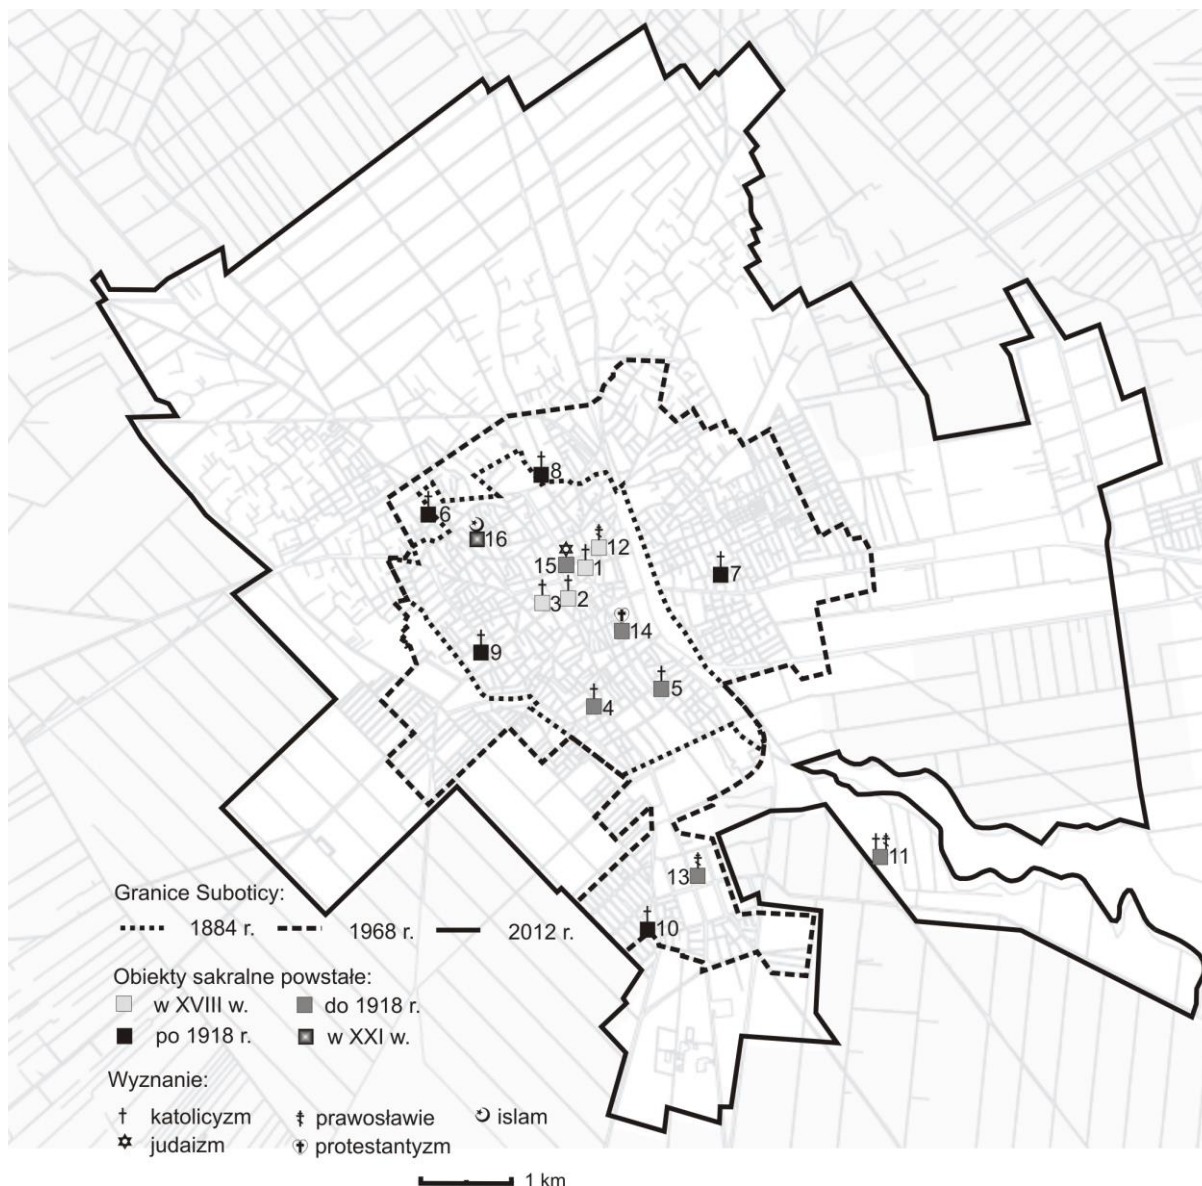 8
6
16
12
15
1
7
3
2
14
9
5
4
11
13
10
Granice Suboticy:
1884 r. 1968 r. 2012 r.
Obiekty sakralne powstałe:
w XVIII w. do 1918 r.
po 1918 r. w XXI w.
Wyznanie:
katolicyzm prawosławie islam
judaizm protestantyzm
1 km